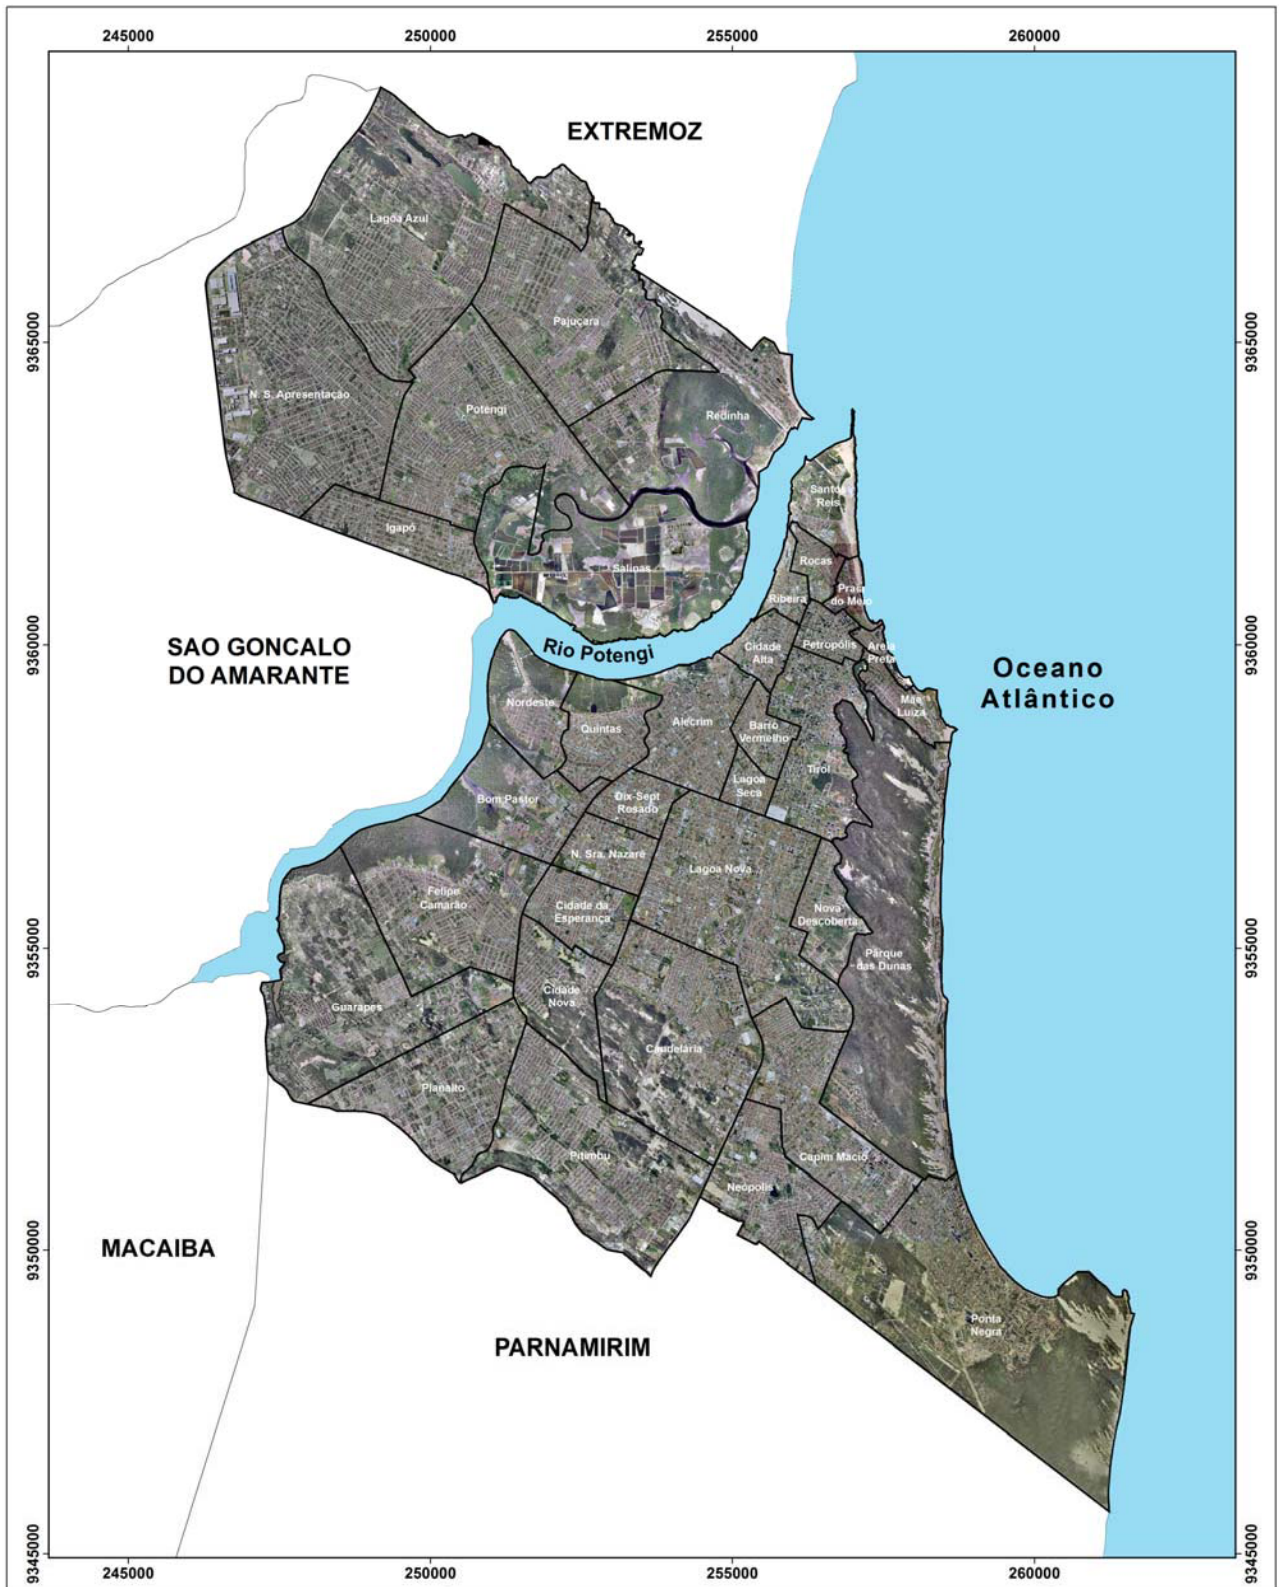 245000
250000
255000
260000
EXTREMOZ
Lagoa Azul
Pajuçara
9365000
9365000
N. S. Apresentação
Potengi
Redinha
Santos
Reis
Igapó
Salinas
Rocas
Praia
do Meio
Ribeira
SAO GONCALO
DO AMARANTE
Rio Potengi
Cidade
Alta
Petropólis
Areia
Preta
9360000
9360000
Oceano
Atlântico
Nordeste
Quintas
Alecrim
Barro
Vermelho
Mãe
Luiza
Tirol
Lagoa
Seca
Bom Pastor
Dix-Sept
Rosado
N. Sra. Nazaré
Lagoa Nova
Felipe
Camarão
Cidade da
Esperança
Nova
Descoberta
9355000
9355000
Parque
das Dunas
Guarapes
Cidade
Nova
Candelária
Planalto
Pitimbu
Capim Macio
Neópolis
MACAIBA
9350000
9350000
Ponta
Negra
PARNAMIRIM
9345000
9345000
245000
250000
255000
260000